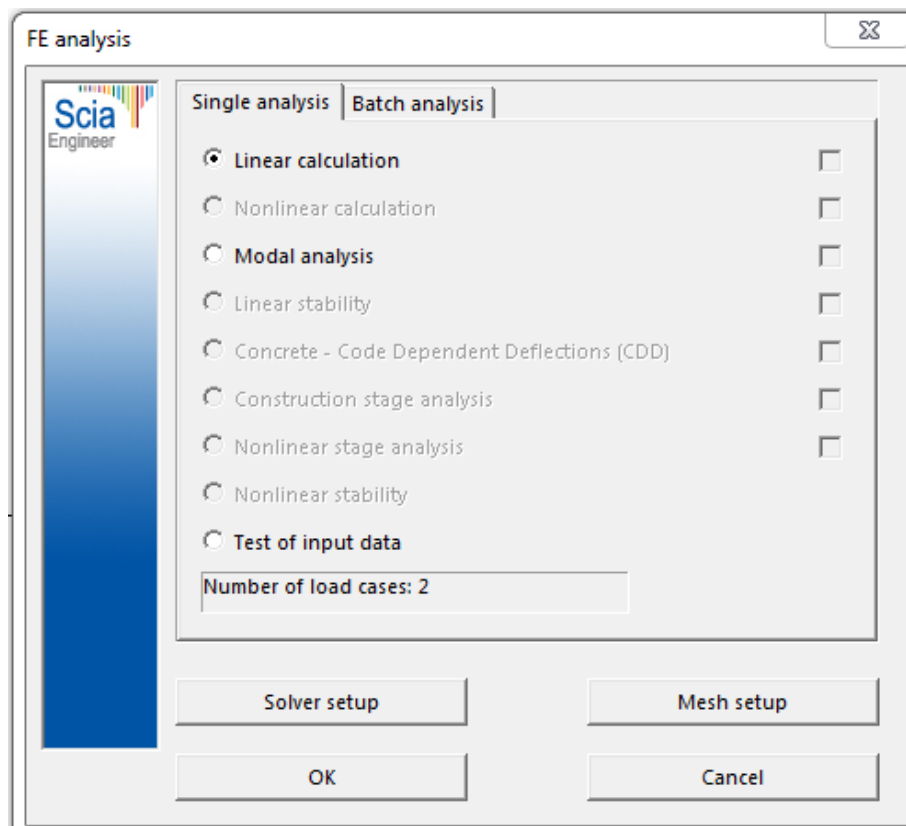 FE analysis
Scia
Engineer
Single analysis
Batch analysis
Linear calculation
Nonlinear calculation
Modal analysis
Linear stability
Concrete - Code Dependent Deflections (CDD)
Construction stage analysis
Nonlinear stage analysis
Nonlinear stability
Test of input data
Number of load cases: 2
Solver setup
Mesh setup
OK
Cancel